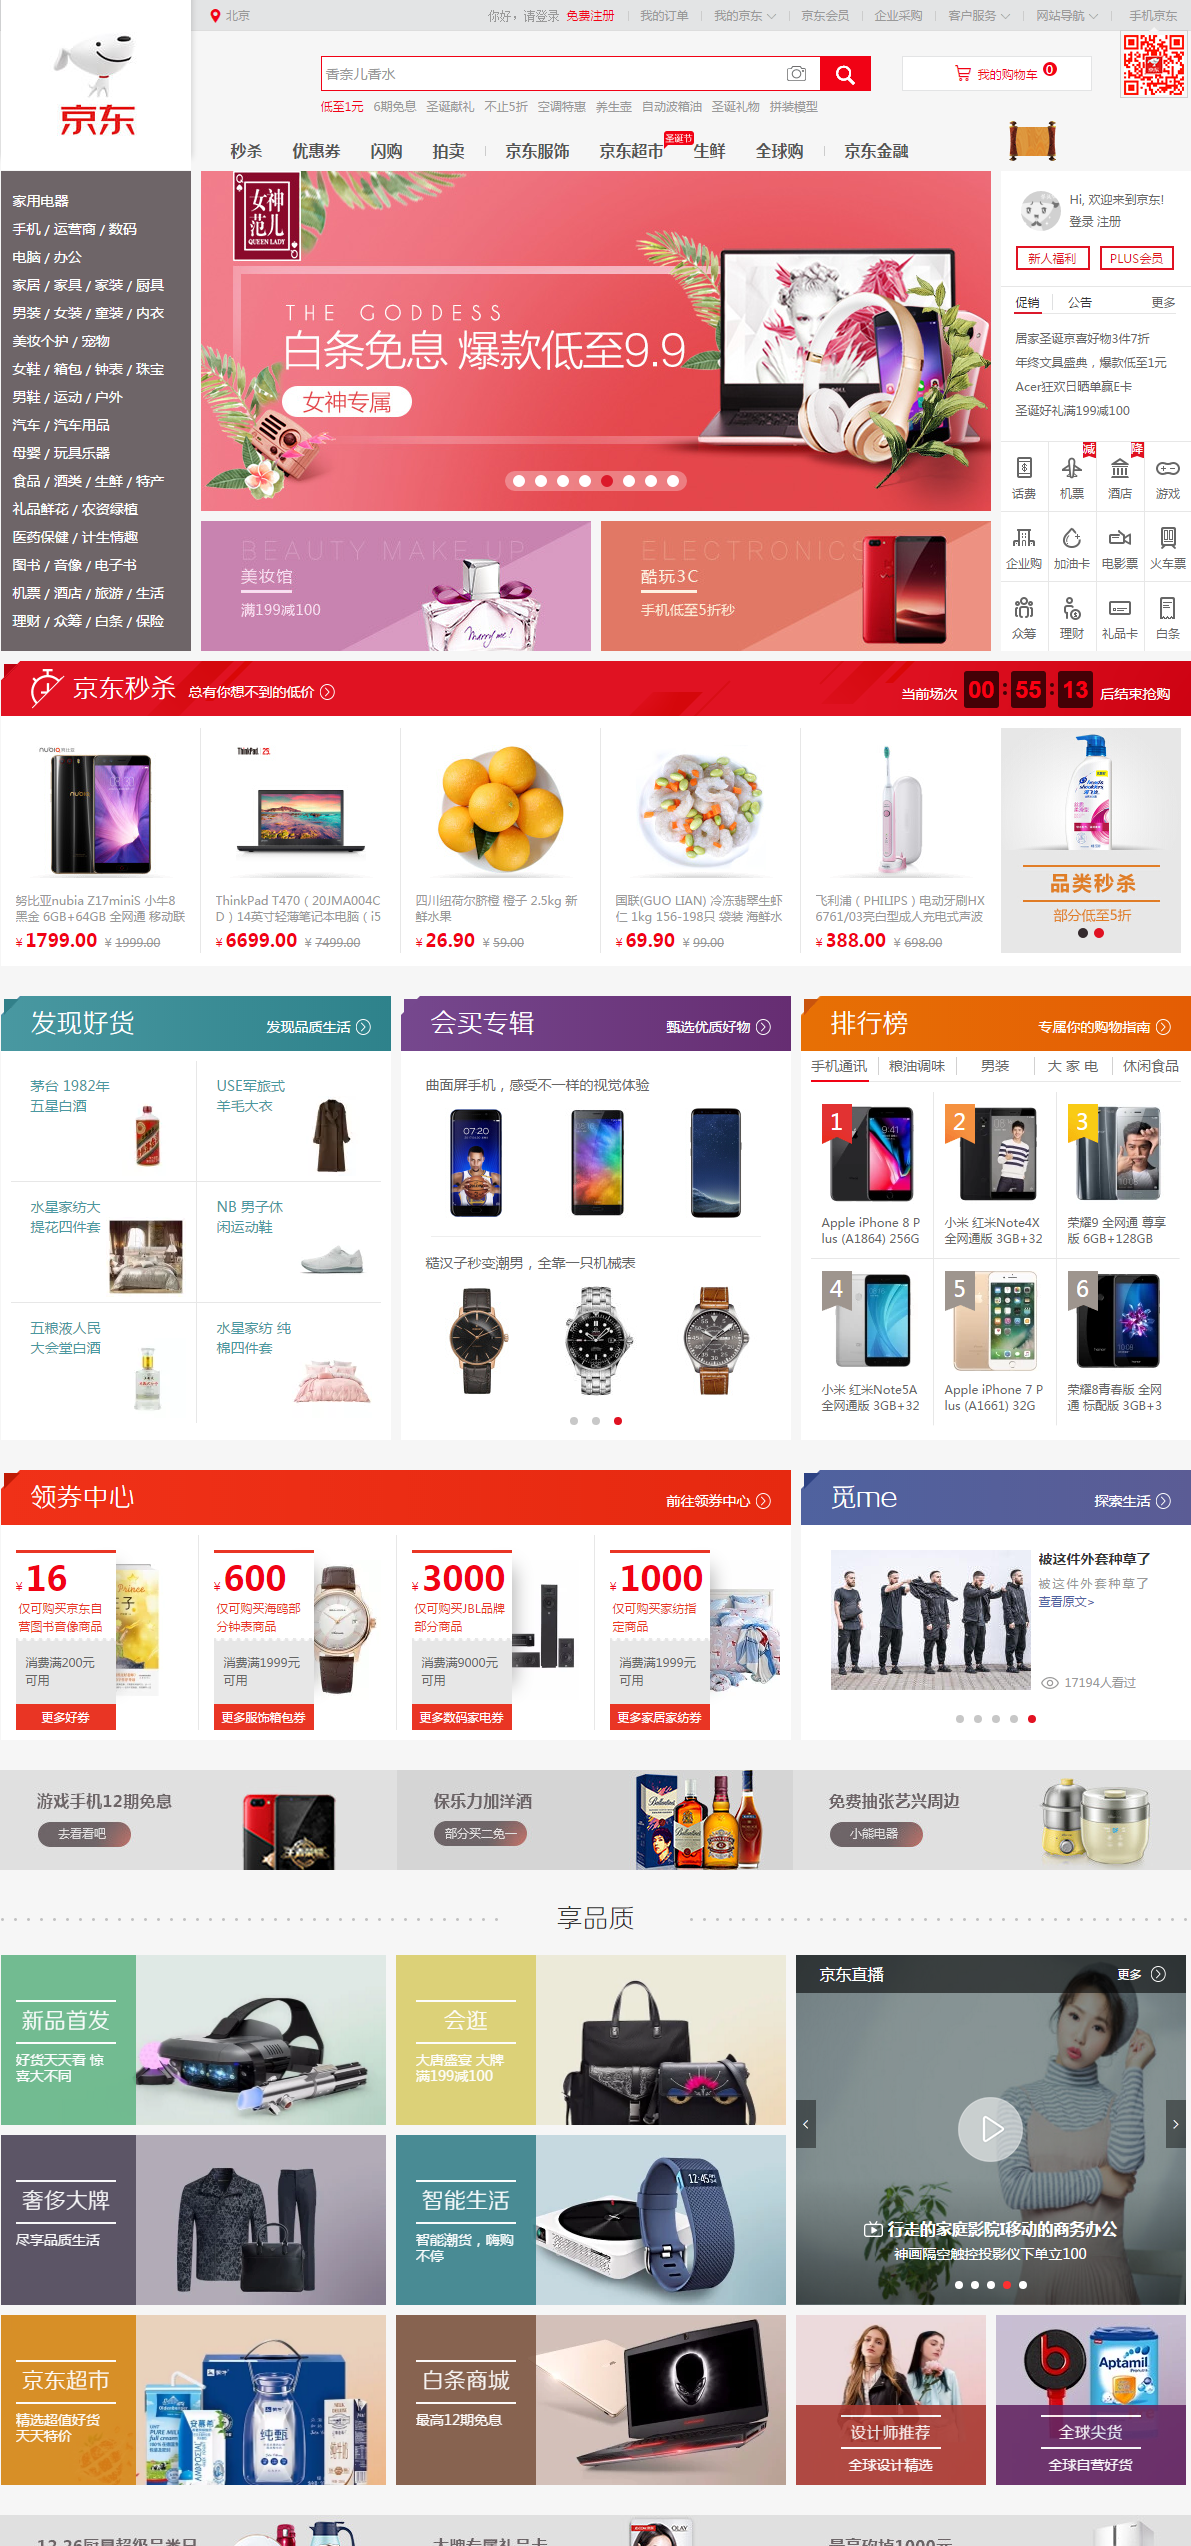 北京
你好，请登录 免费注册 我的订单 我的京东 京东会员 企业采购 客户服务 网站导航 手机京东
京东
香奈儿香水
我的购物车 0
低至1元 6期免息 圣诞献礼 不止5折 空调特惠 养生壶 自动波箱油 圣诞礼物 拼装模型
圣诞节
秒杀 优惠券 闪购 拍卖 京东服饰 京东超市 生鲜 全球购 京东金融
家用电器
手机 / 运营商 / 数码
电脑 / 办公
家居 / 家具 / 家装 / 厨具
男装 / 女装 / 童装 / 内衣
美妆个护 / 宠物
女鞋 / 箱包 / 钟表 / 珠宝
男鞋 / 运动 / 户外
汽车 / 汽车用品
母婴 / 玩具乐器
食品 / 酒类 / 生鲜 / 特产
礼品鲜花 / 农资绿植
医药保健 / 计生情趣
图书 / 音像 / 电子书
机票 / 酒店 / 旅游 / 生活
理财 / 众筹 / 白条 / 保险
女神范儿
QUEEN LADY
THE GODDESS
白条免息 爆款低至9.9
女神专属
Hi, 欢迎来到京东!
登录 注册
新人福利 PLUS会员
促销 公告 更多
居家圣诞京喜好物3件7折
年终文具盛典，爆款低至1元
Acer狂欢日晒单赢E卡
圣诞好礼满199减100
减 降
话费 机票 酒店 游戏
企业购 加油卡 电影票 火车票
众筹 理财 礼品卡 白条
BEAUTY MAKE UP
美妆馆
满199减100
Marry me!
ELECTRONICS
酷玩3C
手机低至5折秒
京东秒杀 总有你想不到的低价
当前场次 00 : 55 : 13 后结束抢购
nubia
努比亚nubia Z17miniS 小牛8
黑金 6GB+64GB 全网通 移动联
¥ 1799.00 ¥ 1999.00
ThinkPad 25
ThinkPad T470（20JMA004C
D）14英寸轻薄笔记本电脑（i5
¥ 6699.00 ¥ 7499.00
四川纽荷尔脐橙 橙子 2.5kg 新
鲜水果
¥ 26.90 ¥ 59.00
国联(GUO LIAN) 冷冻翡翠生虾
仁 1kg 156-198只 袋装 海鲜水
¥ 69.90 ¥ 99.00
飞利浦（PHILIPS）电动牙刷HX
6761/03亮白型成人充电式声波
¥ 388.00 ¥ 698.00
head & shoulders
品类秒杀
部分低至5折
发现好货 发现品质生活
茅台 1982年
五星白酒
USE军旅式
羊毛大衣
水星家纺大
提花四件套
NB 男子休
闲运动鞋
五粮液人民
大会堂白酒
水星家纺 纯
棉四件套
会买专辑 甄选优质好物
曲面屏手机，感受不一样的视觉体验
07:20
糙汉子秒变潮男，全靠一只机械表
排行榜 专属你的购物指南
手机通讯 粮油调味 男装 大 家 电 休闲食品
1 2 3
Apple iPhone 8 P
lus (A1864) 256G
小米 红米Note4X
全网通版 3GB+32
荣耀9 全网通 尊享
版 6GB+128GB
4 5 6
小米 红米Note5A
全网通版 3GB+32
Apple iPhone 7 P
lus (A1661) 32G
荣耀8青春版 全网
通 标配版 3GB+3
领券中心 前往领券中心
¥ 16
仅可购买京东自
营图书音像商品
消费满200元
可用
更多好券
Prince
¥ 600
仅可购买海鸥部
分钟表商品
消费满1999元
可用
更多服饰箱包券
¥ 3000
仅可购买JBL品牌
部分商品
消费满9000元
可用
更多数码家电券
¥ 1000
仅可购买家纺指
定商品
消费满1999元
可用
更多家居家纺券
觅me 探索生活
被这件外套种草了
被这件外套种草了
查看原文>
17194人看过
游戏手机12期免息
去看看吧
保乐力加洋酒
部分买二免一
Ballantines
免费抽张艺兴周边
小熊电器
享品质
新品首发
好货天天看 惊
喜大不同
会逛
大唐盛宴 大牌
满199减100
京东直播 更多
行走的家庭影院I移动的商务办公
神画隔空触控投影仪下单立100
奢侈大牌
尽享品质生活
智能生活
智能潮货，嗨购
不停
12:45
京东超市
精选超值好货
天天特价
纯甄
白条商城
最高12期免息
设计师推荐
全球设计精选
Aptamil
全球尖货
全球自营好货
12.26厨具超级品类日
大牌专属礼品卡
OLAY
最高砍掉1000元